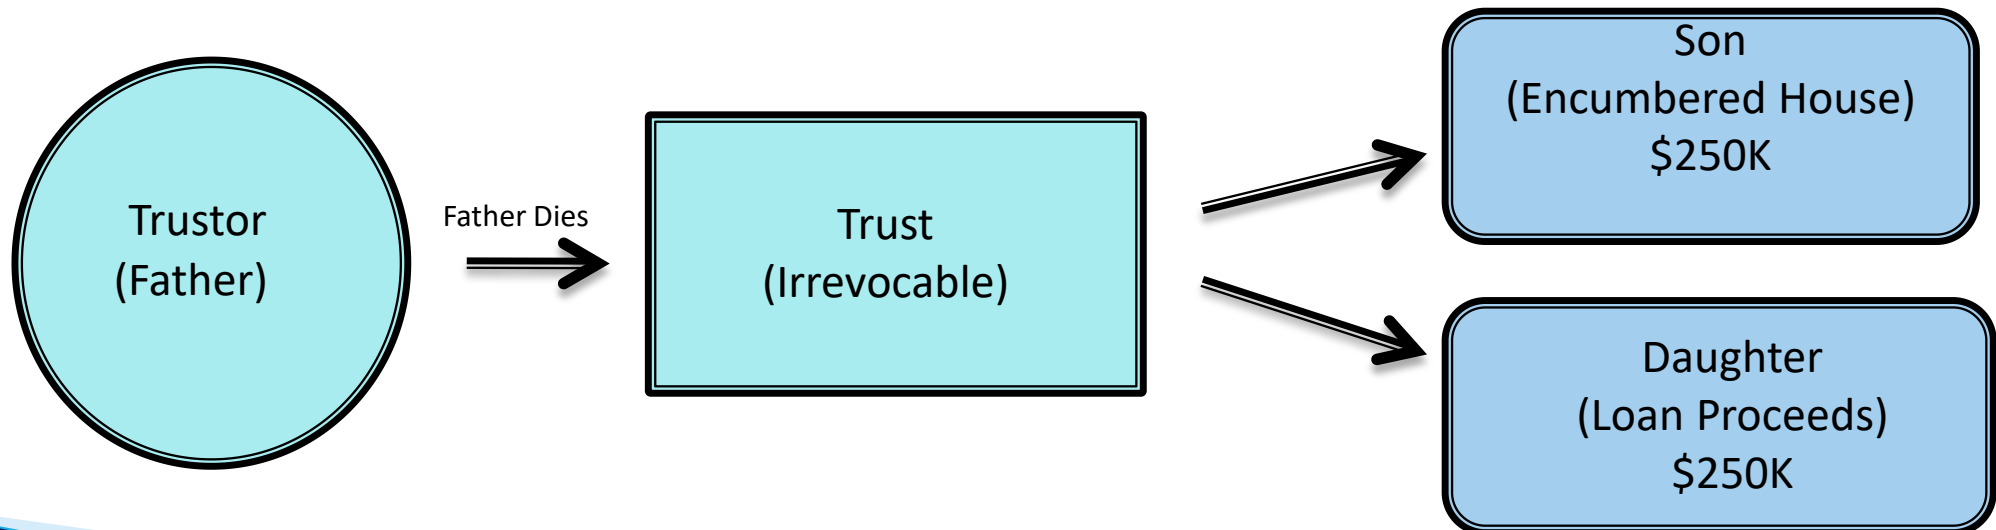 Trustor
(Father)
Father Dies
Trust
(Irrevocable)
Son
(Encumbered House)
$250K
Daughter
(Loan Proceeds)
$250K